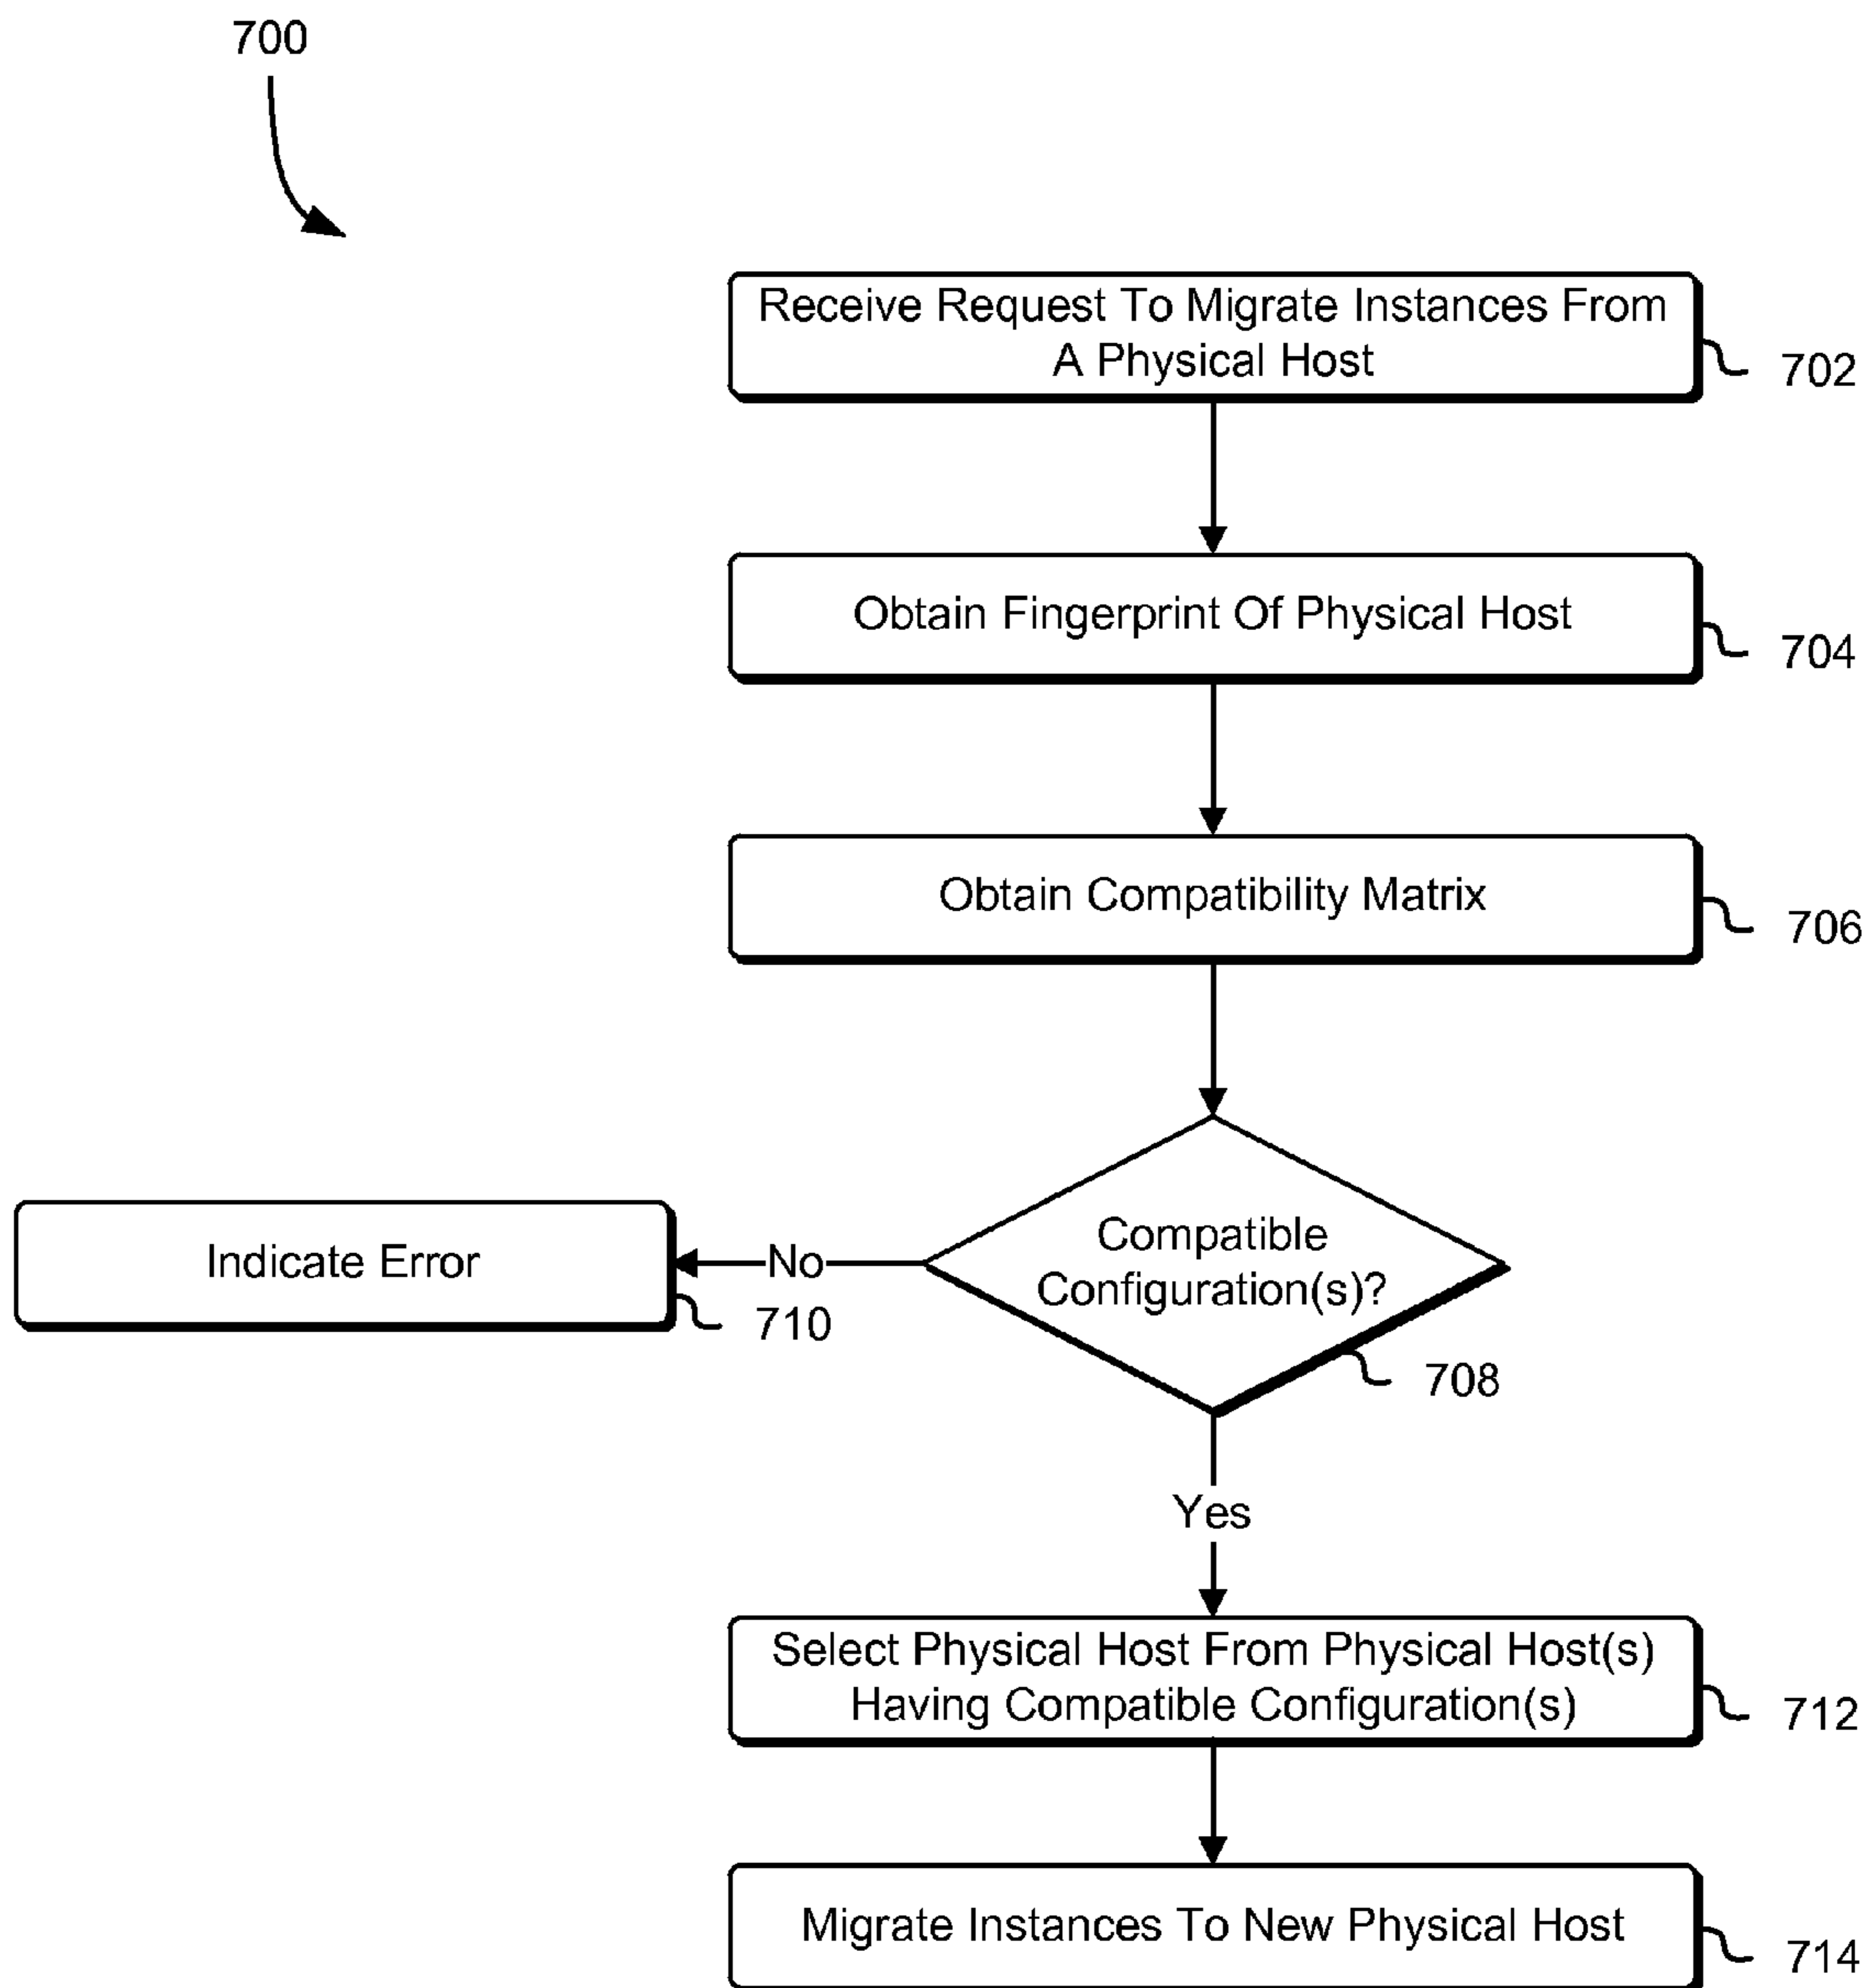 700
Receive Request To Migrate Instances From
A Physical Host
702
Obtain Fingerprint Of Physical Host
704
Obtain Compatibility Matrix
706
Compatible
Configuration(s)?
708
No
Indicate Error
710
Yes
Select Physical Host From Physical Host(s)
Having Compatible Configuration(s)
712
Migrate Instances To New Physical Host
714